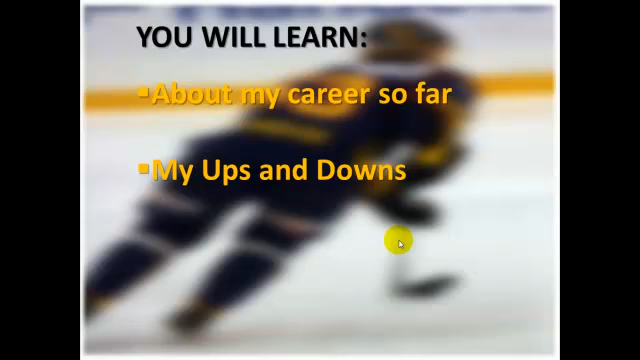 YOU WILL LEARN:
▪About my career so far
▪My Ups and Downs